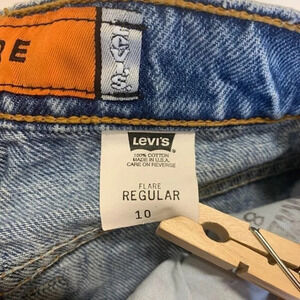 RE
LEVI'S
LEVI'S
100% COTTON
MADE IN U.S.A.
CARE ON REVERSE
FLARE
REGULAR
10